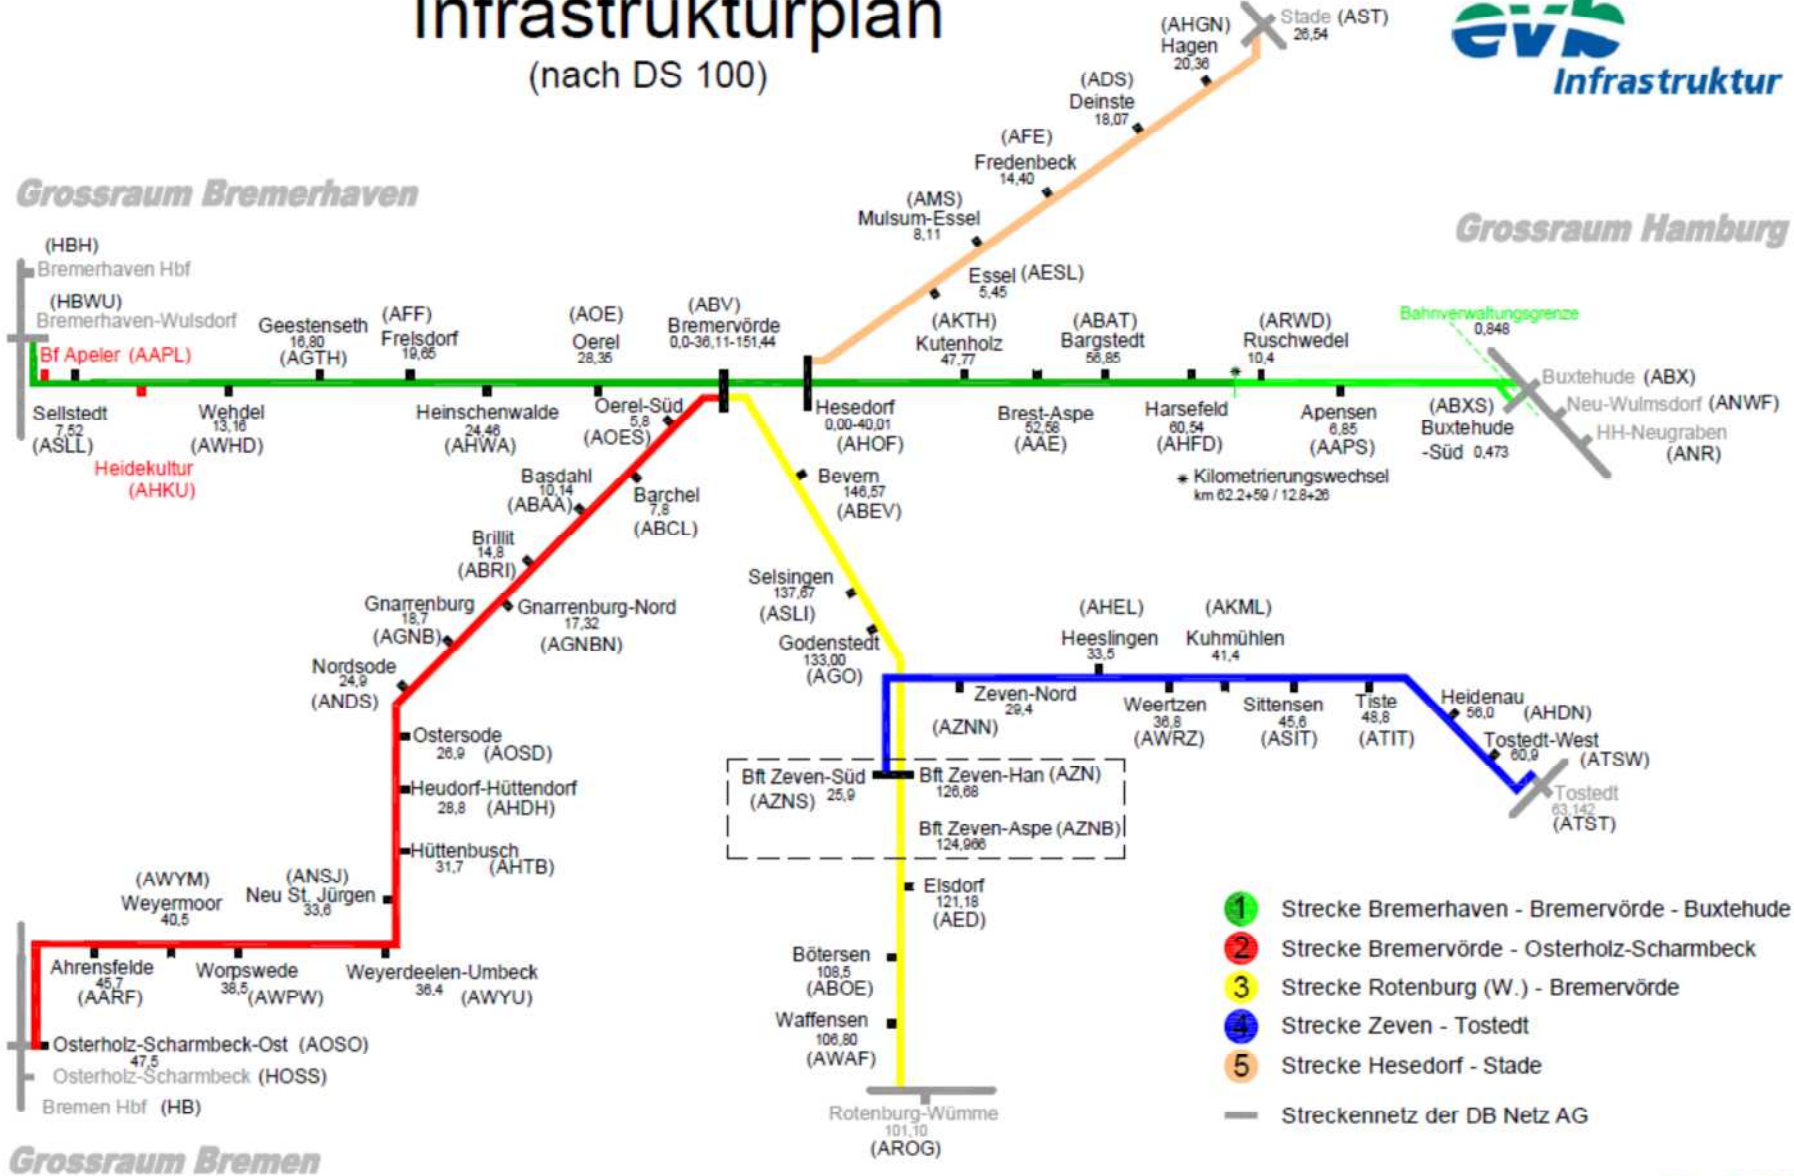 Infrastrukturplan
(nach DS 100)
evb
Infrastruktur
Stade (AST)
26,54
(AHGN)
Hagen
20,36
(ADS)
Deinste
18,07
(AFE)
Fredenbeck
14,40
(AMS)
Mulsum-Essel
8,11
Essel (AESL)
5,45
Grossraum Bremerhaven
Grossraum Hamburg
(HBH)
Bremerhaven Hbf
(HBWU)
Bremerhaven-Wulsdorf
Bf Apeler (AAPL)
Geestenseth
16,80
(AGTH)
(AFF)
Frelsdorf
19,65
(AOE)
Oerel
28,35
(ABV)
Bremervörde
0,0-36,11-151,44
(AKTH)
Kutenholz
47,77
(ABAT)
Bargstedt
56,85
(ARWD)
Ruschwedel
10,4
Bahnverwaltungsgrenze
0,848
Buxtehude (ABX)
Neu-Wulmsdorf (ANWF)
HH-Neugraben
(ANR)
Sellstedt
7,52
(ASLL)
Heidekultur
(AHKU)
Wehdel
13,16
(AWHD)
Heinschenwalde
24,46
(AHWA)
Oerel-Süd
5,8
(AOES)
Hesedorf
0,00-40,01
(AHOF)
Brest-Aspe
52,58
(AAE)
Harsefeld
60,54
(AHFD)
Apensen
6,85
(AAPS)
(ABXS)
Buxtehude
-Süd 0,473
* Kilometrierungswechsel
km 62.2+59 / 12.8+26
Basdahl
10,14
(ABAA)
Barchel
7,8
(ABCL)
Bevern
146,57
(ABEV)
Brillit
14,8
(ABRI)
Gnarrenburg
18,7
(AGNB)
Gnarrenburg-Nord
17,32
(AGNBN)
Selsingen
137,67
(ASLI)
Godenstedt
133,00
(AGO)
Nordsode
24,9
(ANDS)
(AHEL)
Heeslingen
33,5
(AKML)
Kuhmühlen
41,4
Zeven-Nord
29,4
(AZNN)
Weertzen
36,8
(AWRZ)
Sittensen
45,6
(ASIT)
Tiste
48,8
(ATIT)
Heidenau
56,0 (AHDN)
Tostedt-West
60,9 (ATSW)
Tostedt
63,142
(ATST)
Ostersode
26,9 (AOSD)
Heudorf-Hüttendorf
28,8 (AHDH)
Hüttenbusch
31,7 (AHTB)
Bft Zeven-Süd
(AZNS) 25,9
Bft Zeven-Han (AZN)
126,68
Bft Zeven-Aspe (AZNB)
124,966
(AWYM)
Weyermoor
40,5
(ANSJ)
Neu St. Jürgen
33,6
Elsdorf
121,18
(AED)
Ahrensfelde
45,7
(AARF)
Worpswede
38,5 (AWPW)
Weyerdeelen-Umbeck
36,4 (AWYU)
Bötersen
108,5
(ABOE)
Waffensen
106,80
(AWAF)
Osterholz-Scharmbeck-Ost (AOSO)
47,5
Osterholz-Scharmbeck (HOSS)
Bremen Hbf (HB)
Rotenburg-Wümme
101,10
(AROG)
Grossraum Bremen
1 Strecke Bremerhaven - Bremervörde - Buxtehude
2 Strecke Bremervörde - Osterholz-Scharmbeck
3 Strecke Rotenburg (W.) - Bremervörde
4 Strecke Zeven - Tostedt
5 Strecke Hesedorf - Stade
Streckennetz der DB Netz AG